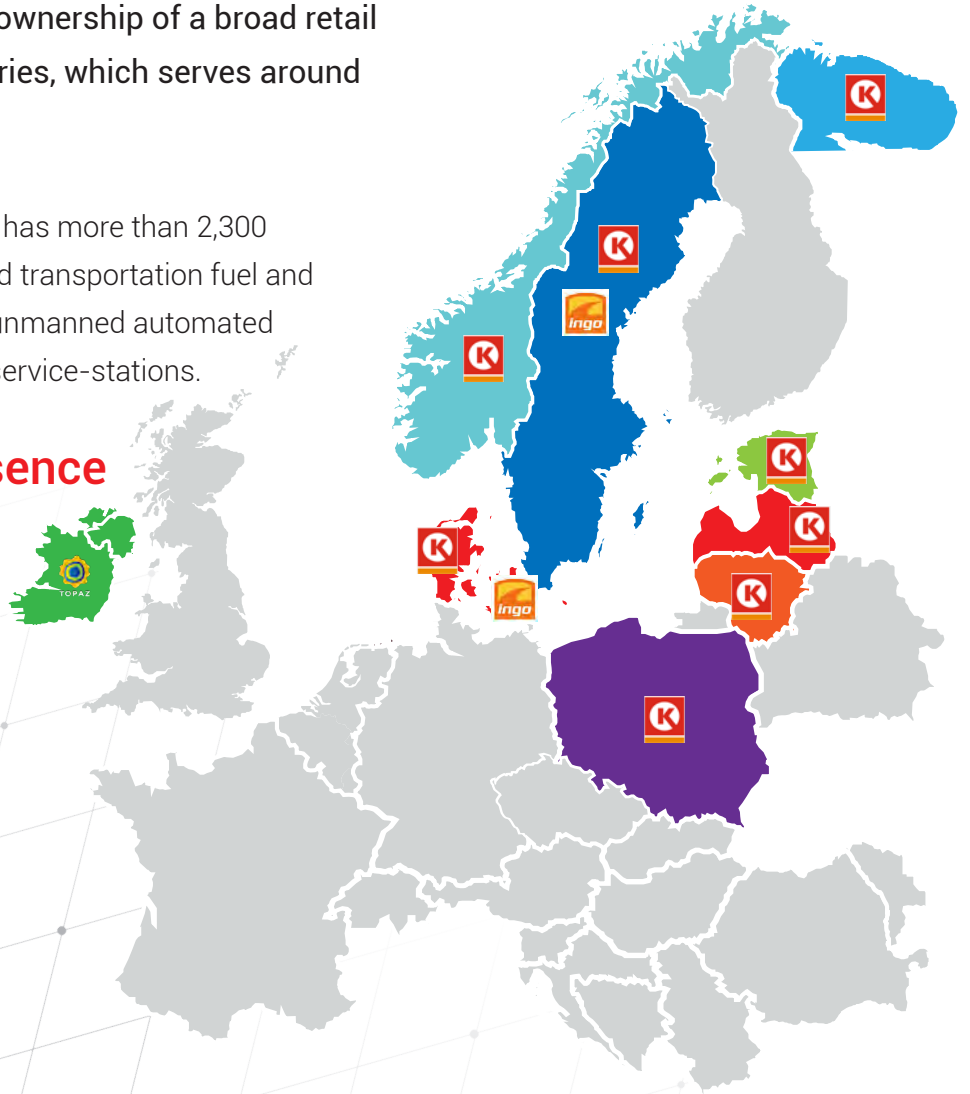 ownership of a broad retail
ries, which serves around
has more than 2,300
d transportation fuel and
unmanned automated
service-stations.
sence
K
K
ingo
K
K
K
K
TOPAZ
ingo
K
K